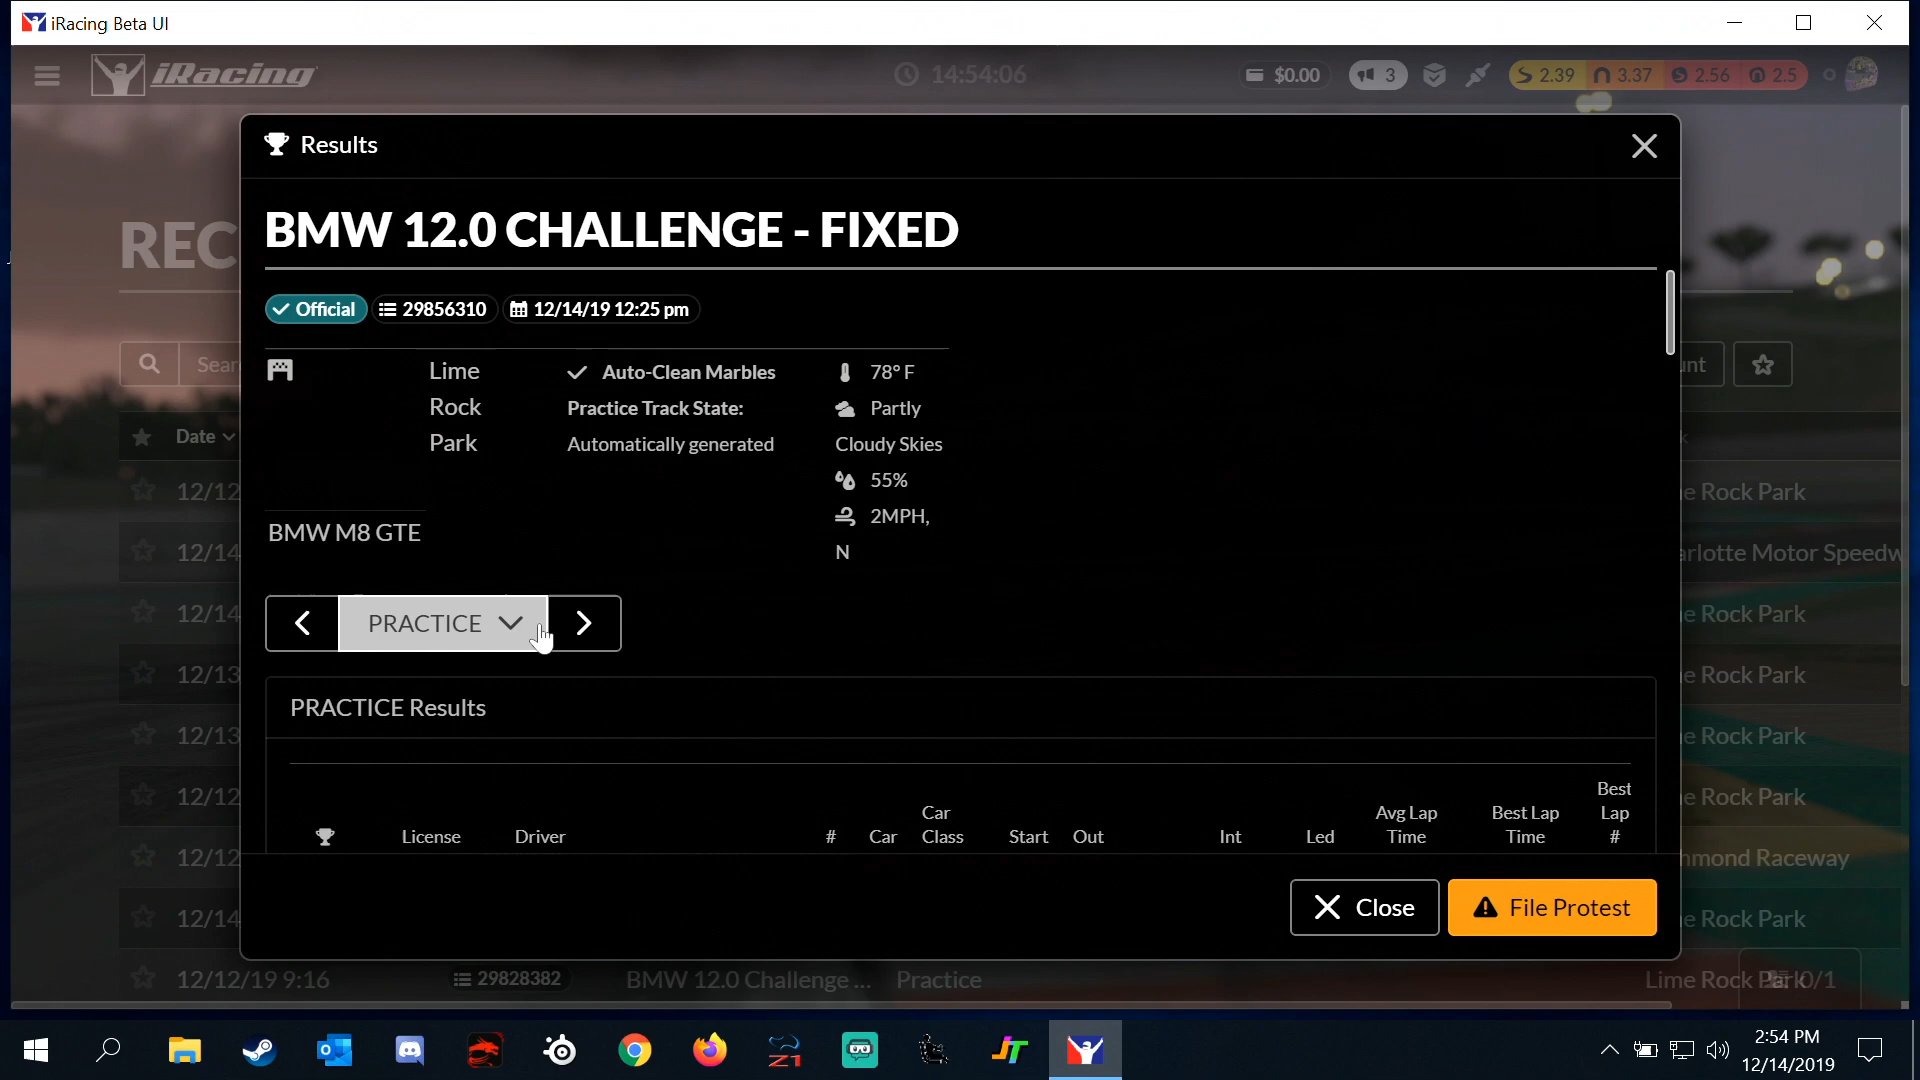 iRacing Beta UI
iRacing
14:54:06
$0.00
3
2.39
3.37
2.56
2.5
Results
BMW 12.0 CHALLENGE - FIXED
Official
29856310
12/14/19 12:25 pm
Lime
Rock
Park
Auto-Clean Marbles
Practice Track State:
Automatically generated
78° F
Partly
Cloudy Skies
55%
2MPH,
N
BMW M8 GTE
PRACTICE
PRACTICE Results
License
Driver
#
Car
Car
Class
Start
Out
Int
Led
Avg Lap
Time
Best Lap
Time
Best
Lap
#
Close
File Protest
REC
Sear
unt
Date
k
12/12
e Rock Park
12/14
arlotte Motor Speedw
12/14
e Rock Park
12/13
e Rock Park
12/13
e Rock Park
12/12
e Rock Park
12/12
hmond Raceway
12/14
e Rock Park
12/12/19 9:16
29828382
BMW 12.0 Challenge ...
Practice
Lime Rock Park
0/1
Z1
JT
2:54 PM
12/14/2019